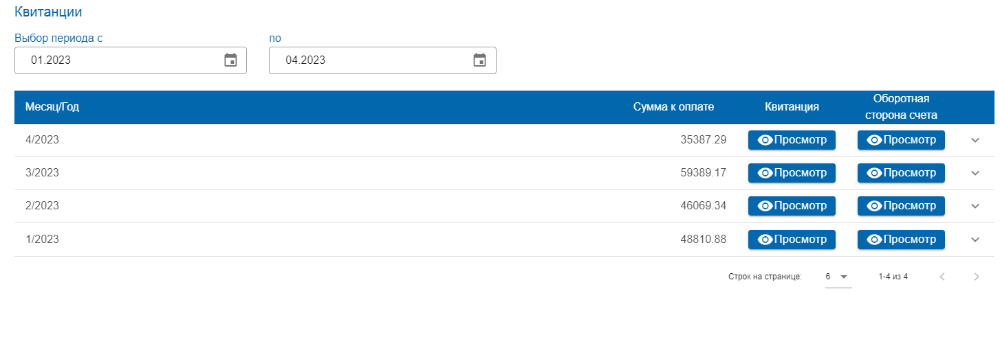 Квитанции
Выбор периода с
по
01.2023
04.2023
Месяц/Год
Сумма к оплате
Квитанция
Оборотная
сторона счета
4/2023 35387.29 Просмотр Просмотр
3/2023 59389.17 Просмотр Просмотр
2/2023 46069.34 Просмотр Просмотр
1/2023 48810.88 Просмотр Просмотр
Строк на странице: 6 1-4 из 4